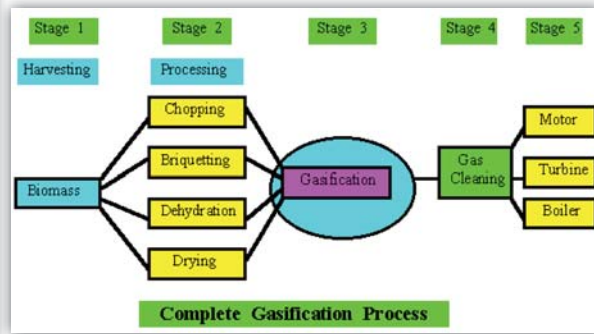 Stage 1
Stage 2
Stage 3
Stage 4
Stage 5
Harvesting
Processing
Chopping
Briquetting
Dehydration
Drying
Biomass
Gasification
Gas
Cleaning
Motor
Turbine
Boiler
Complete Gasification Process